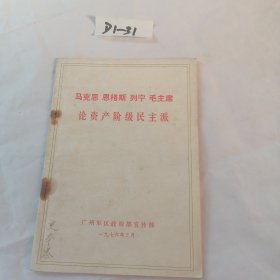 D1-31
马克思 恩格斯 列宁 毛主席
论资产阶级民主派
广州军区政治部宣传部
一九七六年三月